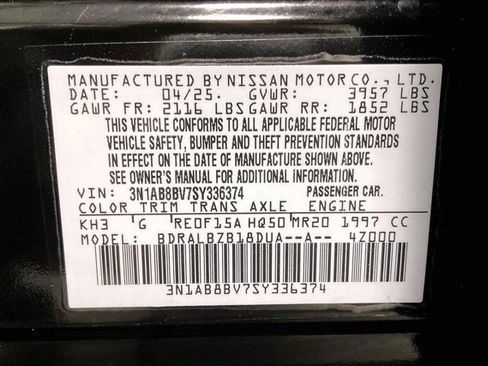 MANUFACTURED BY NISSAN MOTOR CO., LTD.
DATE: 04/25. GVWR: 3957 LBS
GAWR FR: 2116 LBS GAWR RR: 1852 LBS
THIS VEHICLE CONFORMS TO ALL APPLICABLE FEDERAL MOTOR
VEHICLE SAFETY, BUMPER AND THEFT PREVENTION STANDARDS
IN EFFECT ON THE DATE OF MANUFACTURE SHOWN ABOVE.
SEE OWNER'S MANUAL FOR ADDITIONAL INFORMATION.
VIN: 3N1AB8BV7SY336374 PASSENGER CAR.
COLOR TRIM TRANS AXLE ENGINE
KH3 G RE0F15A HQ50 MR20 1997 CC
MODEL: BDRALBZB18DUA--A-- 4Z000
3N1AB8BV7SY336374